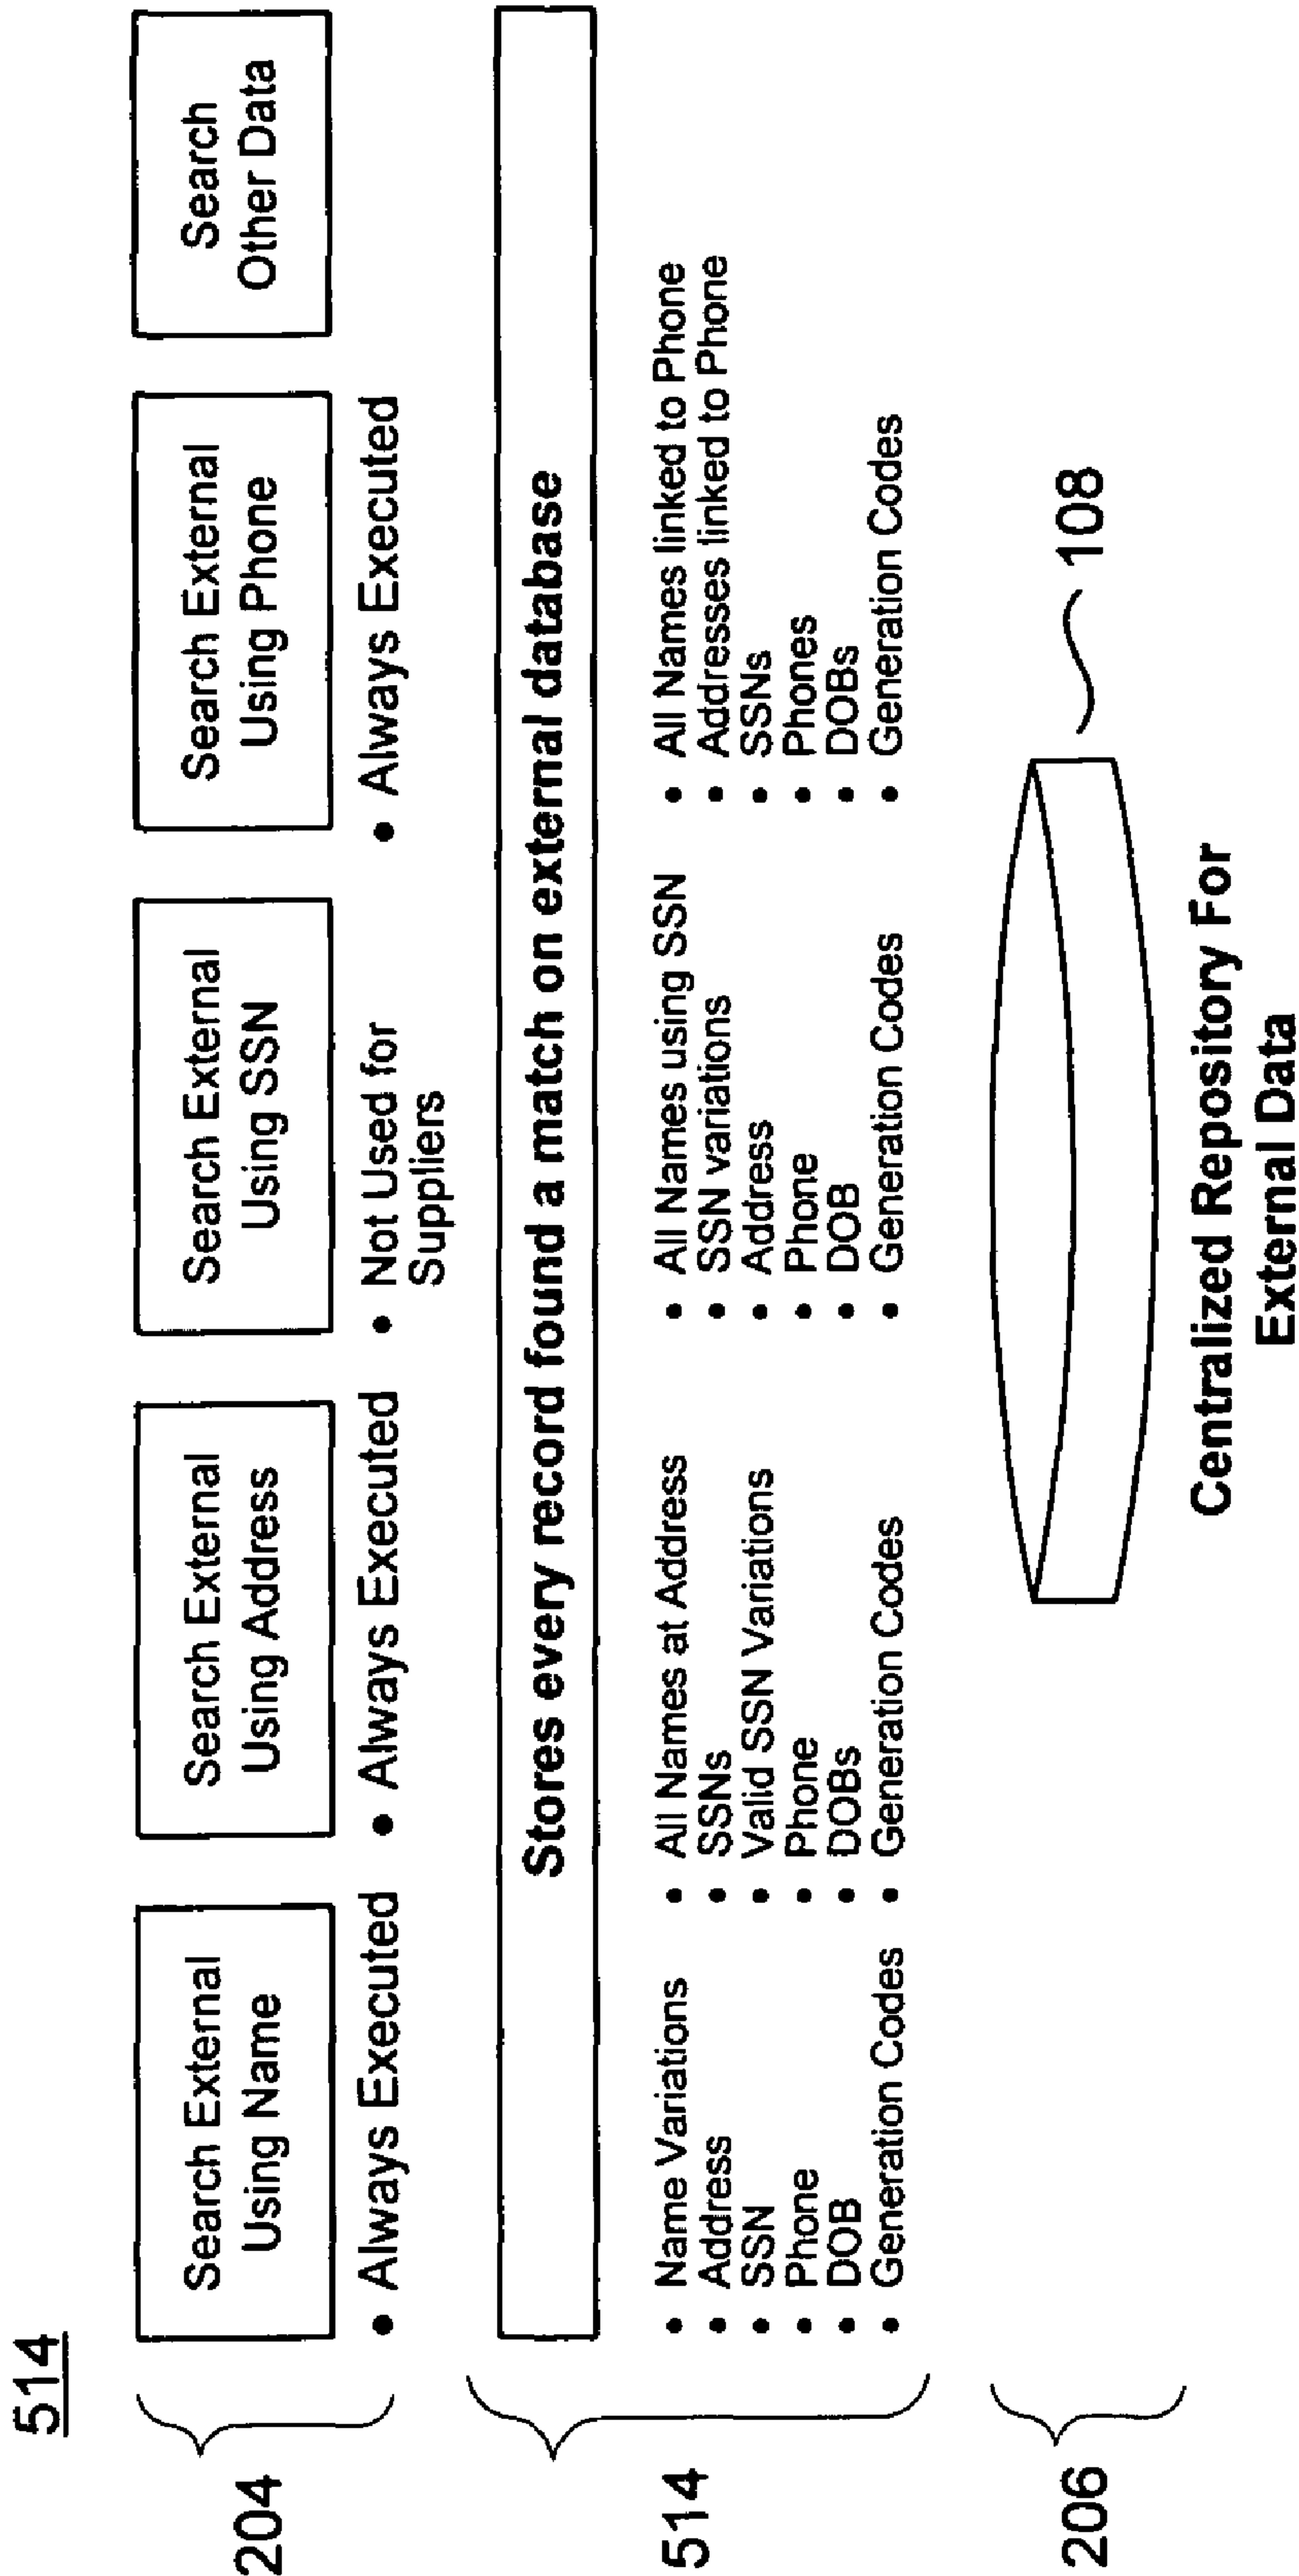 514
204
Search External
Using Name
• Always Executed
Search External
Using Address
• Always Executed
Search External
Using SSN
• Not Used for
Suppliers
Search External
Using Phone
• Always Executed
Search
Other Data
514
Stores every record found a match on external database
• Name Variations
• Address
• SSN
• Phone
• DOB
• Generation Codes
• All Names at Address
• SSNs
• Valid SSN Variations
• Phone
• DOBs
• Generation Codes
• All Names using SSN
• SSN variations
• Address
• Phone
• DOB
• Generation Codes
• All Names linked to Phone
• Addresses linked to Phone
• SSNs
• Phones
• DOBs
• Generation Codes
206
108
Centralized Repository For
External Data